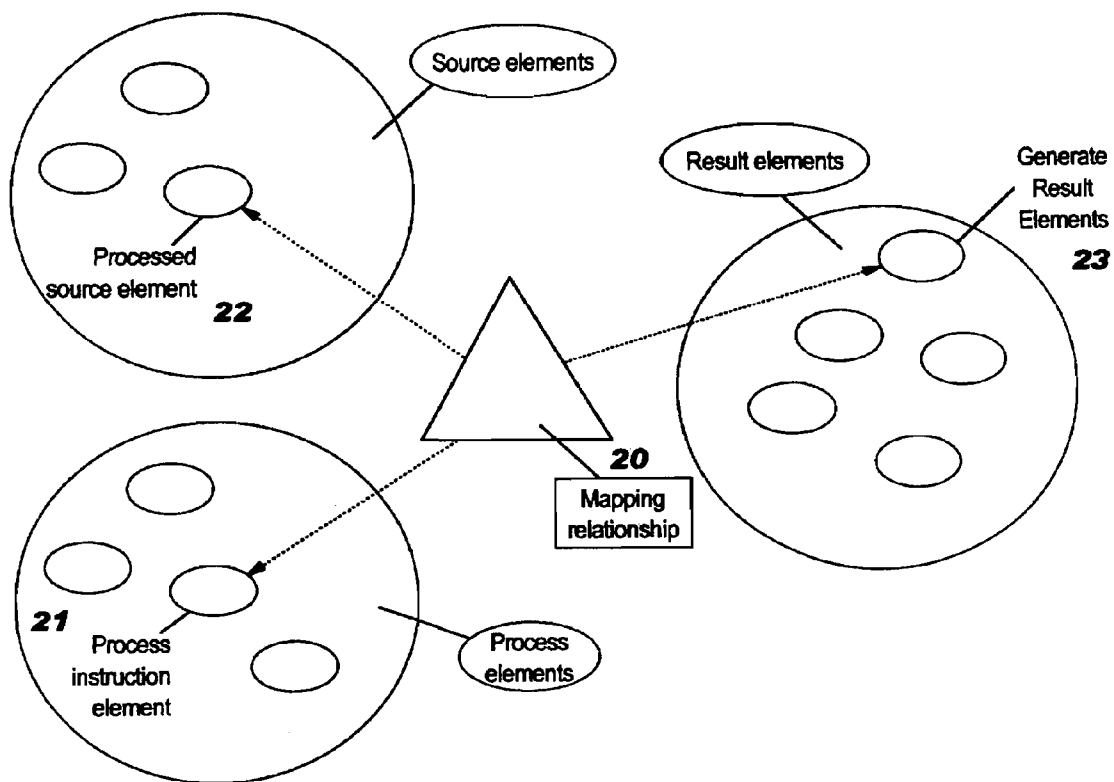 Source elements
Processed
source element
22
Result elements
Generate
Result
Elements
23
20
Mapping
relationship
21
Process
instruction
element
Process
elements